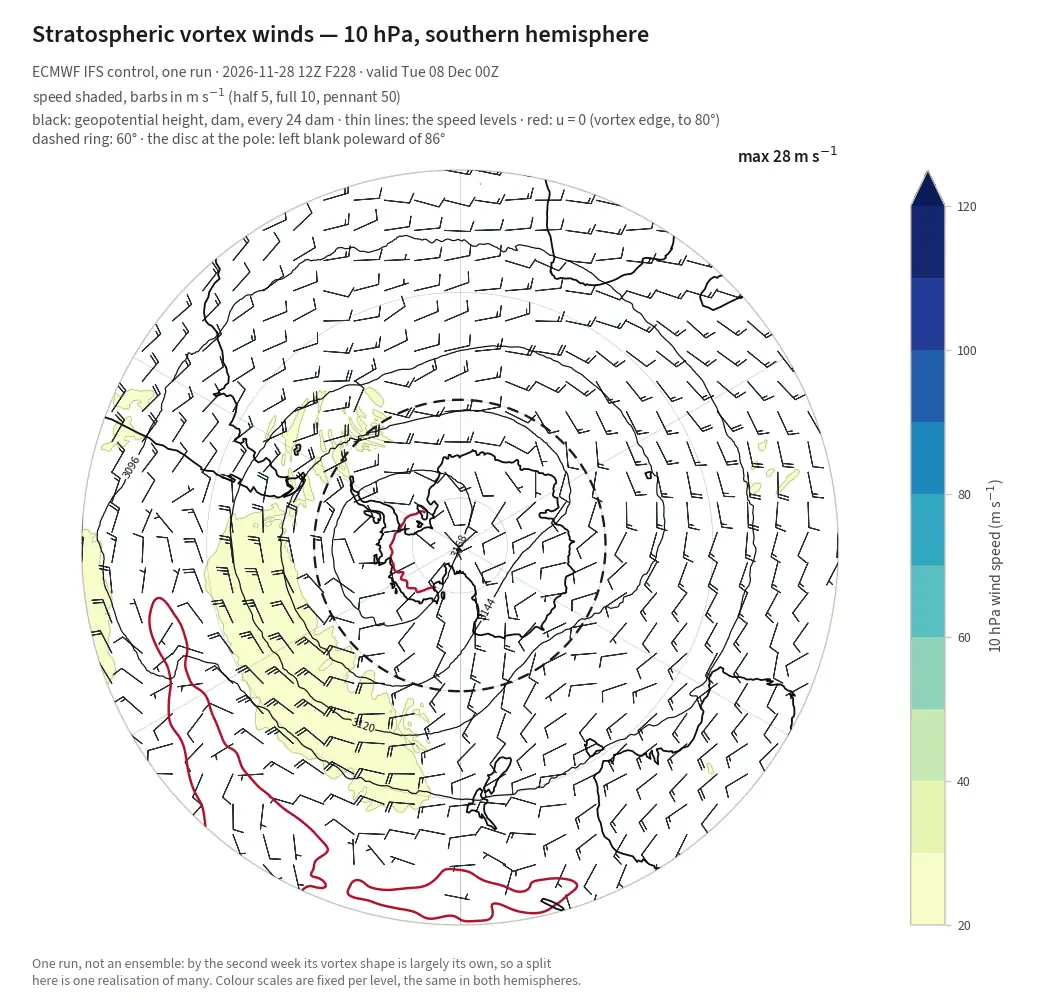 Stratospheric vortex winds — 10 hPa, southern hemisphere
ECMWF IFS control, one run · 2026-11-28 12Z F228 · valid Tue 08 Dec 00Z
speed shaded, barbs in m s⁻¹ (half 5, full 10, pennant 50)
black: geopotential height, dam, every 24 dam · thin lines: the speed levels · red: u = 0 (vortex edge, to 80°)
dashed ring: 60° · the disc at the pole: left blank poleward of 86°
max 28 m s⁻¹
120
100
80
60
40
20
10 hPa wind speed (m s⁻¹)
3096
3168
3144
3120
One run, not an ensemble: by the second week its vortex shape is largely its own, so a split
here is one realisation of many. Colour scales are fixed per level, the same in both hemispheres.